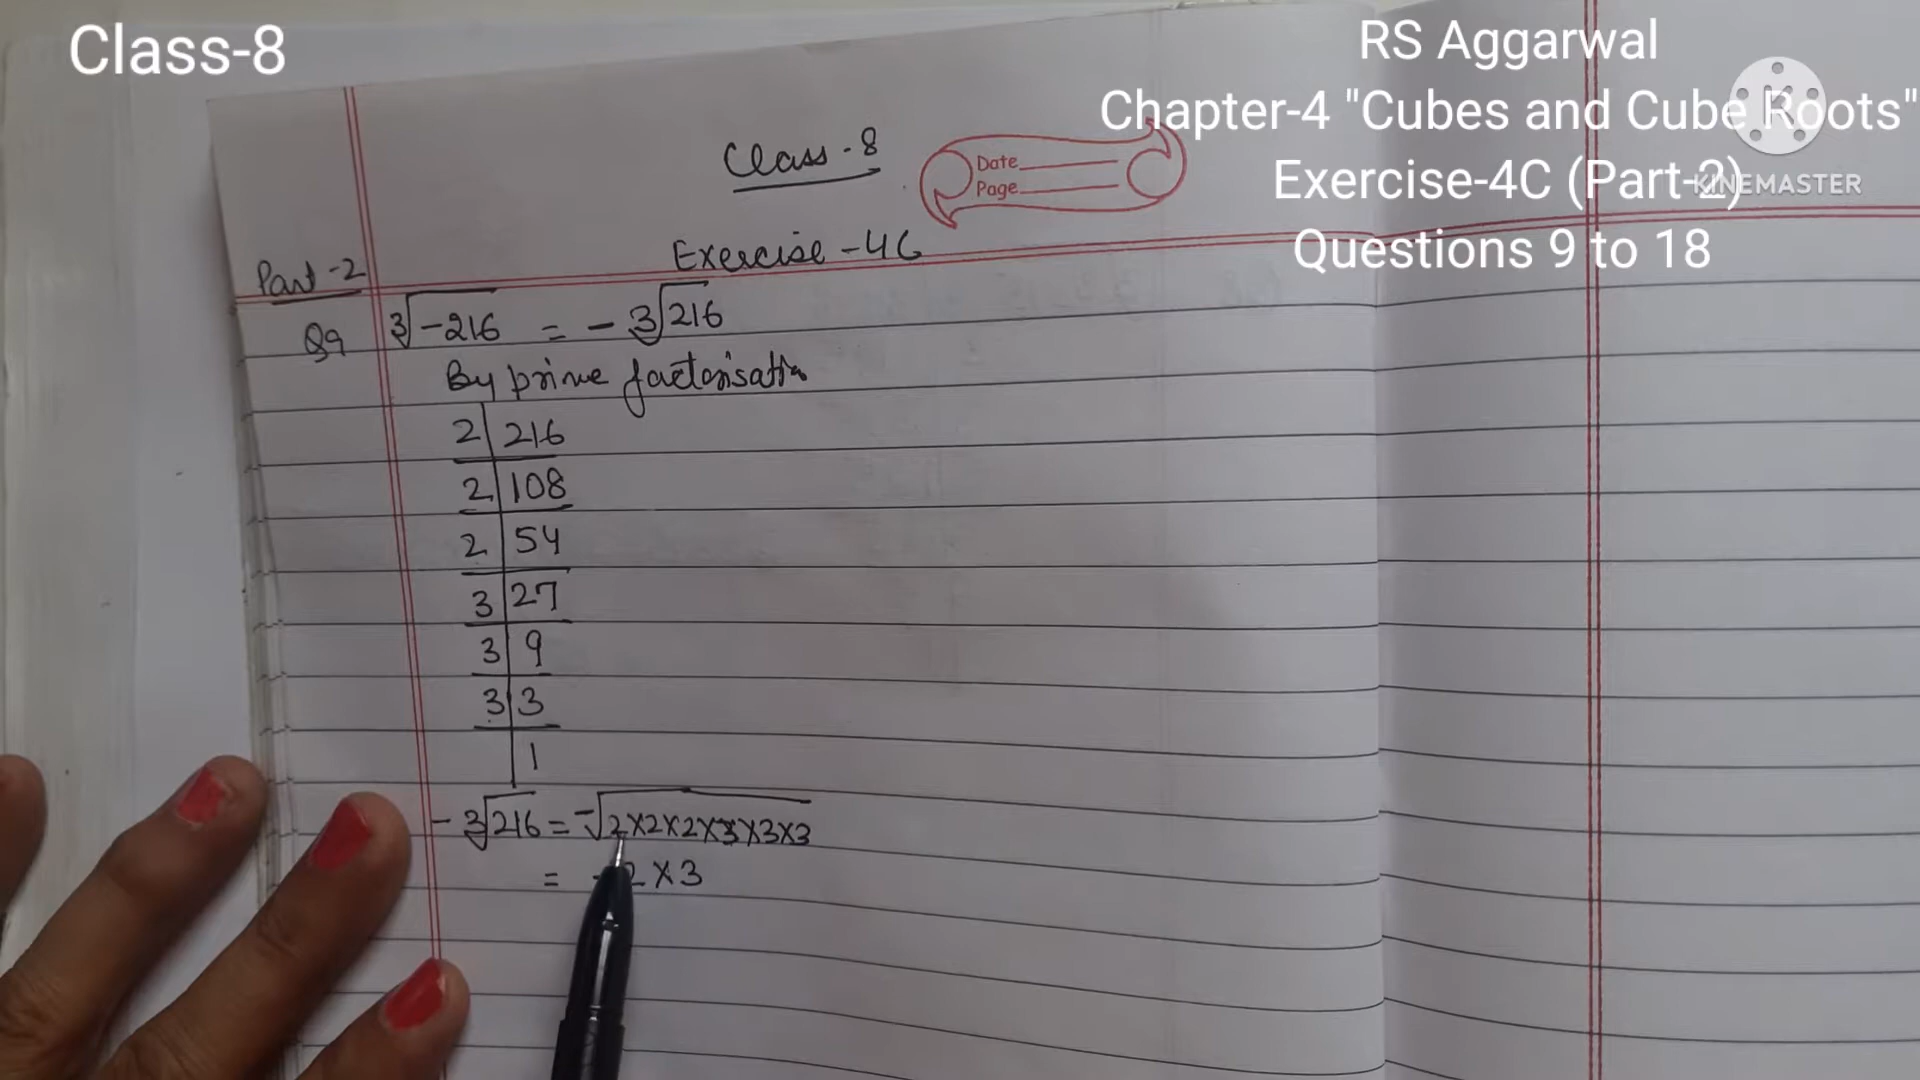 Class-8
RS Aggarwal
Chapter-4 "Cubes and Cube Roots"
Exercise-4C (Part-2)
KINEMASTER
Questions 9 to 18
Class - 8
Date
Page
Exercise - 4C
Part - 2
Q9 ∛-216 = - ∛216
By prime factorisation
2 | 216
2 | 108
2 | 54
3 | 27
3 | 9
3 | 3
| 1
- ∛216 = -√2×2×2×3×3×3
= - 2 × 3